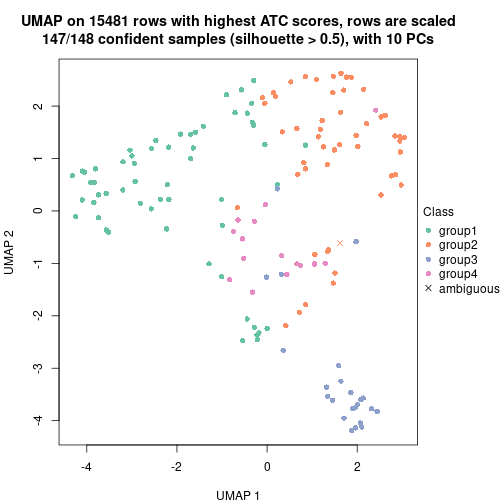 UMAP on 15481 rows with highest ATC scores, rows are scaled
147/148 confident samples (silhouette > 0.5), with 10 PCs
UMAP 2
2
1
0
-1
-2
-3
-4
-4
-2
0
2
UMAP 1
Class
group1
group2
group3
group4
ambiguous